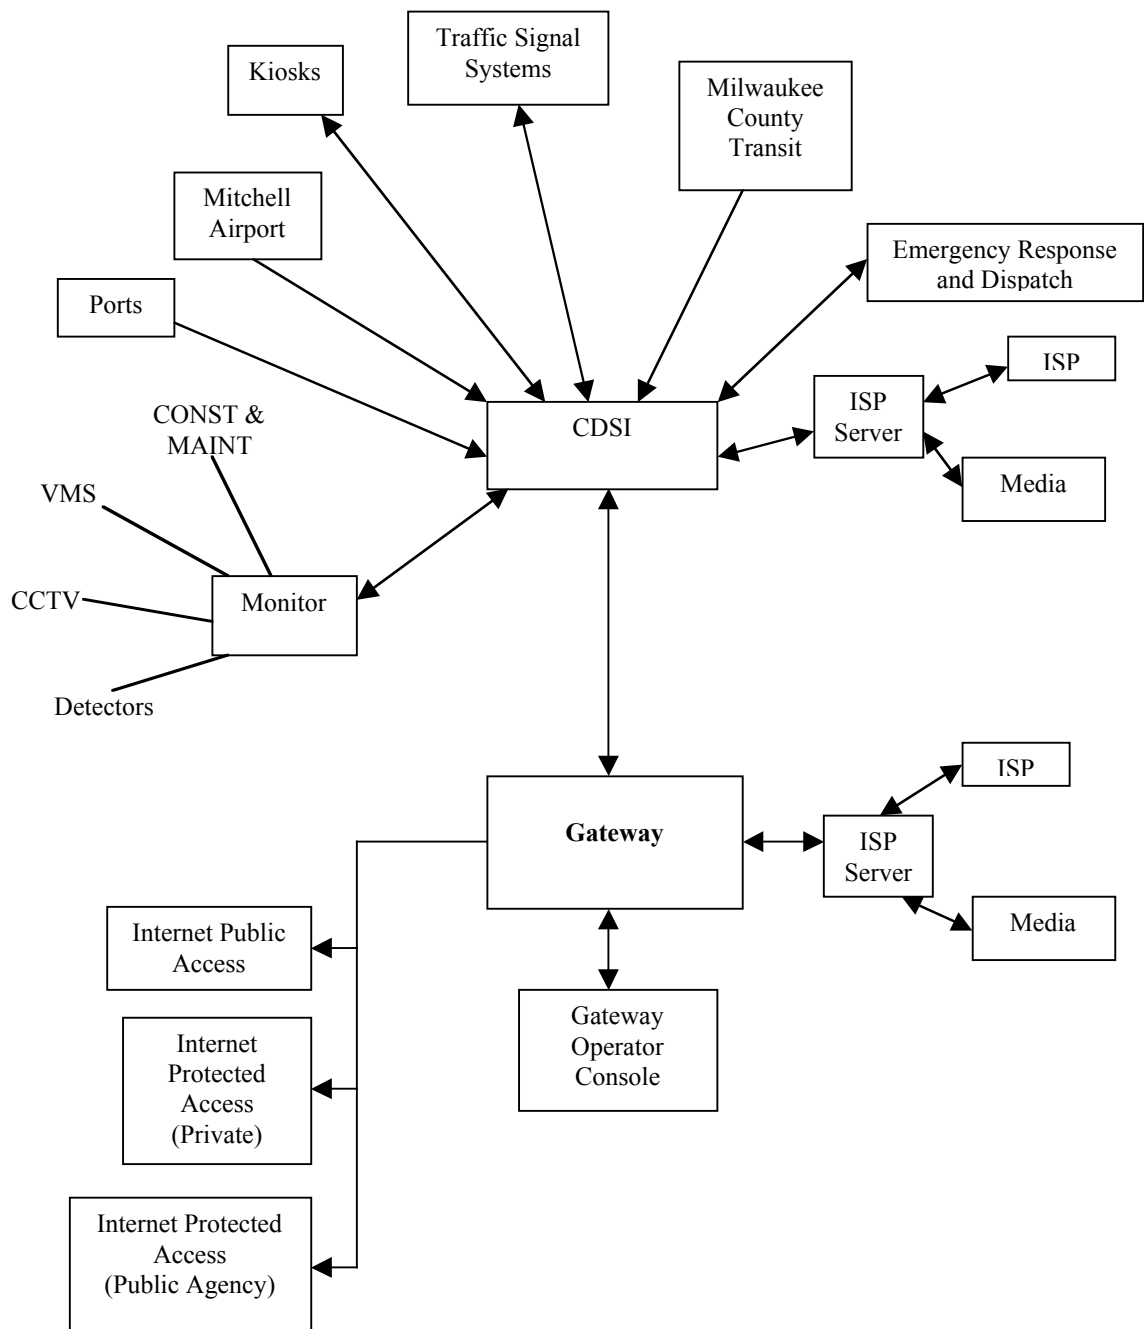 Traffic Signal
Systems
Kiosks
Milwaukee
County
Transit
Mitchell
Airport
Emergency Response
and Dispatch
Ports
ISP
CONST &
MAINT
CDSI
ISP
Server
Media
VMS
CCTV
Monitor
Detectors
ISP
Gateway
ISP
Server
Media
Internet Public
Access
Gateway
Operator
Console
Internet
Protected
Access
(Private)
Internet Protected
Access
(Public Agency)